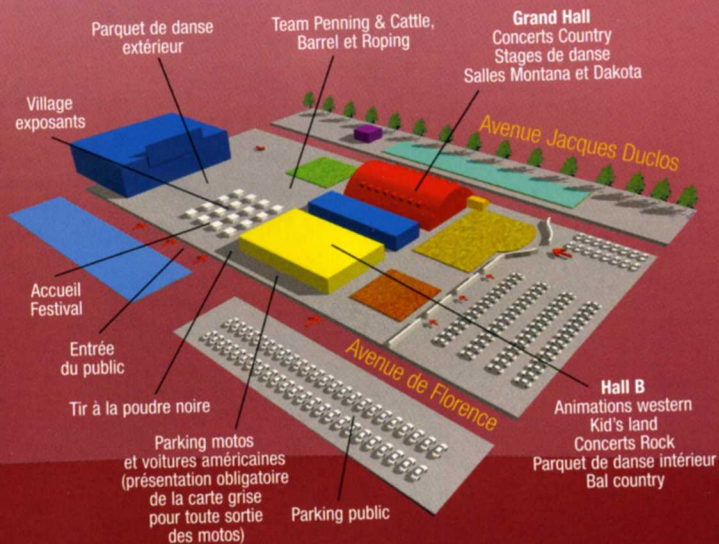 Parquet de danse
extérieur
Team Penning & Cattle,
Barrel et Roping
Grand Hall
Concerts Country
Stages de danse
Salles Montana et Dakota
Village
exposants
Avenue Jacques Duclos
Accueil
Festival
Entrée
du public
Avenue de Florence
Tir à la poudre noire
Hall B
Animations western
Kid's land
Concerts Rock
Parquet de danse intérieur
Bal country
Parking motos
et voitures américaines
(présentation obligatoire
de la carte grise
pour toute sortie
des motos)
Parking public